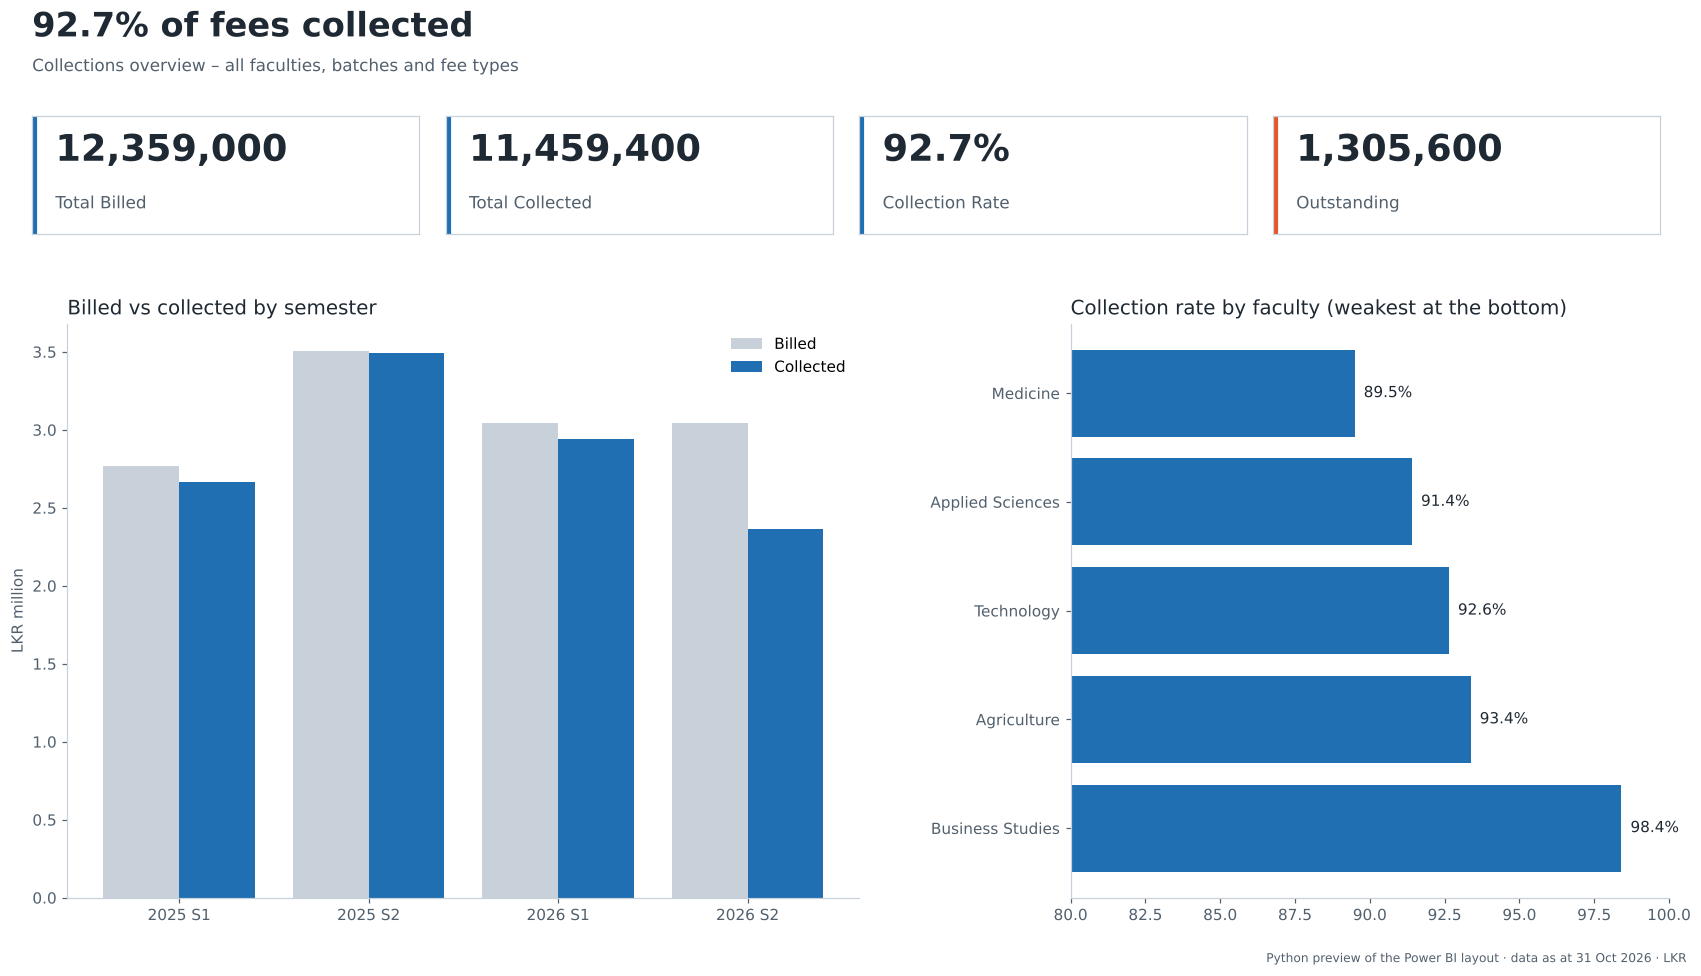 92.7% of fees collected
Collections overview – all faculties, batches and fee types
12,359,000
Total Billed
11,459,400
Total Collected
92.7%
Collection Rate
1,305,600
Outstanding
Billed vs collected by semester
Billed
Collected
LKR million
3.5
3.0
2.5
2.0
1.5
1.0
0.5
0.0
2025 S1
2025 S2
2026 S1
2026 S2
Collection rate by faculty (weakest at the bottom)
Medicine
89.5%
Applied Sciences
91.4%
Technology
92.6%
Agriculture
93.4%
Business Studies
98.4%
80.0
82.5
85.0
87.5
90.0
92.5
95.0
97.5
100.0
Python preview of the Power BI layout · data as at 31 Oct 2026 · LKR